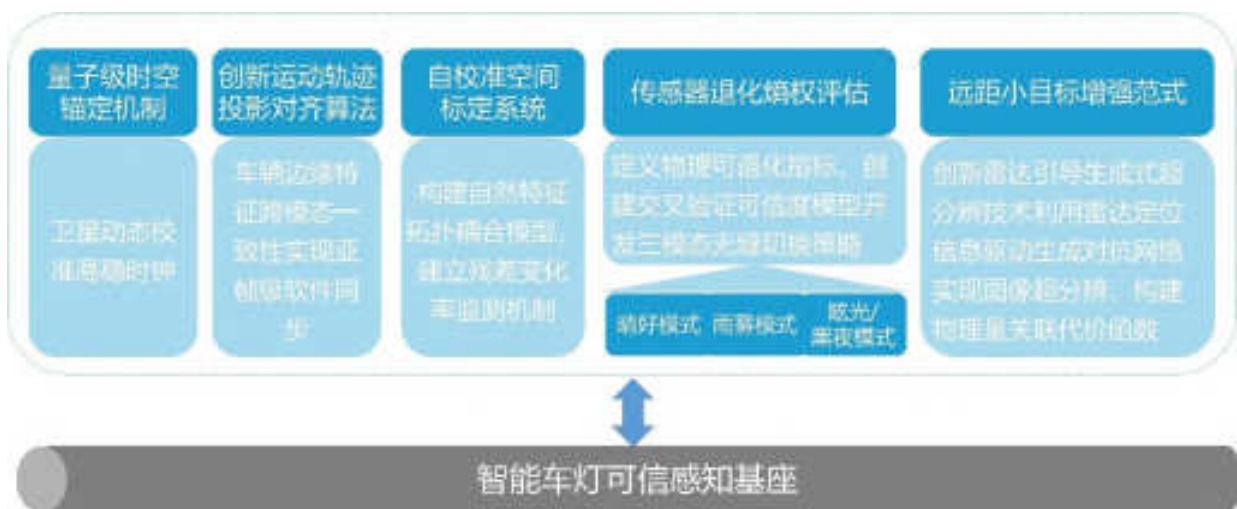 量子级时空
锚定机制
卫星动态校
准高稳时钟
创新运动轨迹
投影对齐算法
车辆边缘特
征跨模态一
致性实现亚
帧级软件同
步
自校准空间
标定系统
构建自然特征
拓扑耦合模型，
建立残差变化
率监测机制
传感器退化熵权评估
定义物理可退化指标，创
建交叉验证可信度模型开
发三模态无缝切换策略
晴好模式 雨雾模式 眩光/
黑夜模式
远距小目标增强范式
创新雷达引导生成式超
分辨技术利用雷达定位
信息驱动生成对抗网络
实现图像超分辨，构建
物理量关联代价函数
智能车灯可信感知基座